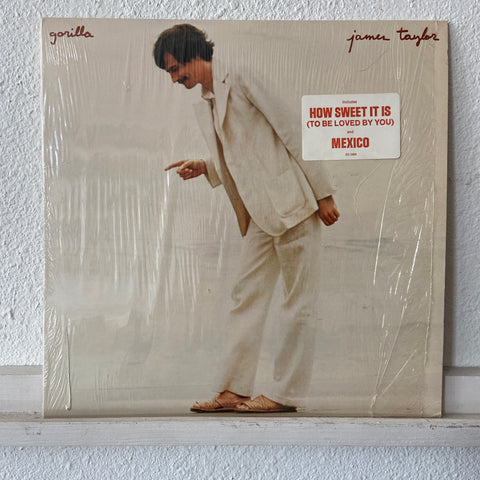 gorilla
james taylor
Includes
HOW SWEET IT IS
(TO BE LOVED BY YOU)
and
MEXICO